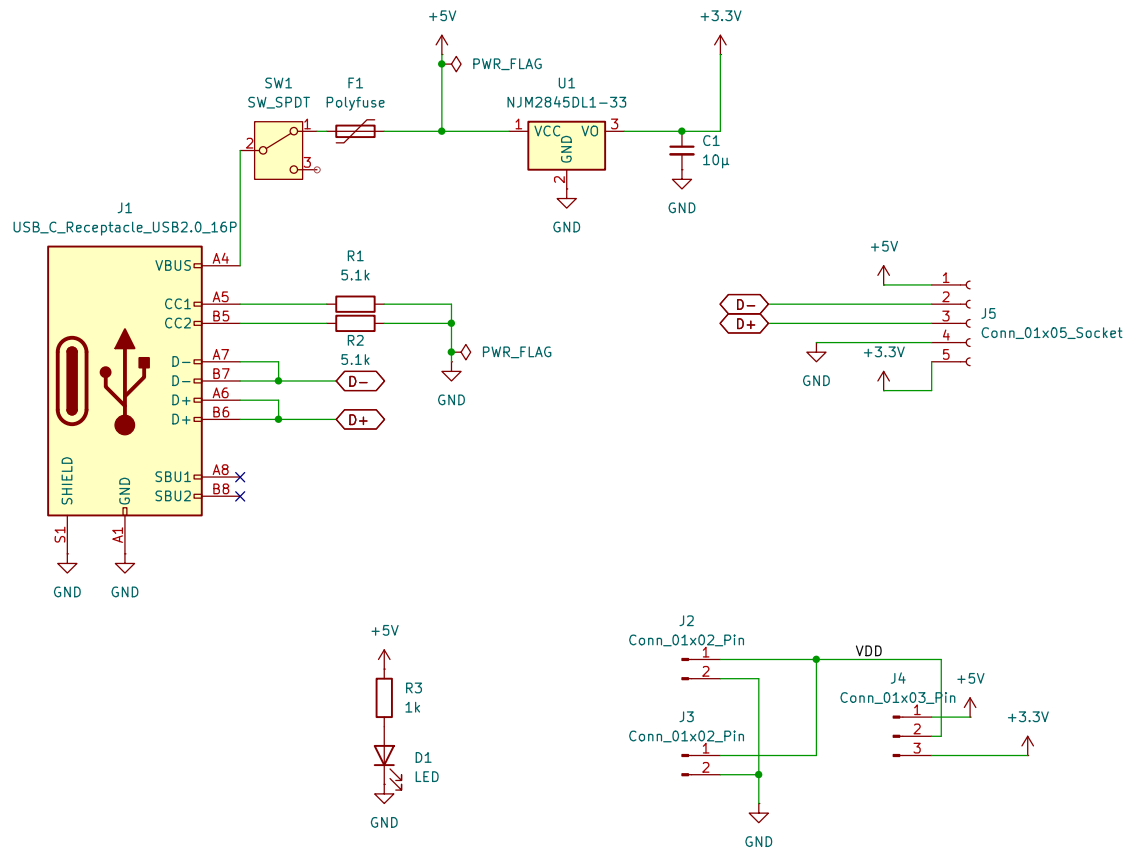 +5V
+3.3V
PWR_FLAG
SW1
SW_SPDT
F1
Polyfuse
U1
NJM2845DL1-33
1
2
3
1
VCC
VO
3
GND
2
GND
C1
10µ
GND
J1
USB_C_Receptacle_USB2.0_16P
VBUS
A4
CC1
A5
CC2
B5
D-
A7
D-
B7
D+
A6
D+
B6
SBU1
A8
SBU2
B8
SHIELD
GND
S1
A1
GND
GND
R1
5.1k
R2
5.1k
PWR_FLAG
GND
D-
D+
+5V
D-
D+
1
2
3
4
5
J5
Conn_01x05_Socket
GND
+3.3V
+5V
R3
1k
D1
LED
GND
J2
Conn_01x02_Pin
1
2
J3
Conn_01x02_Pin
1
2
GND
VDD
J4
Conn_01x03_Pin
1
2
3
+5V
+3.3V